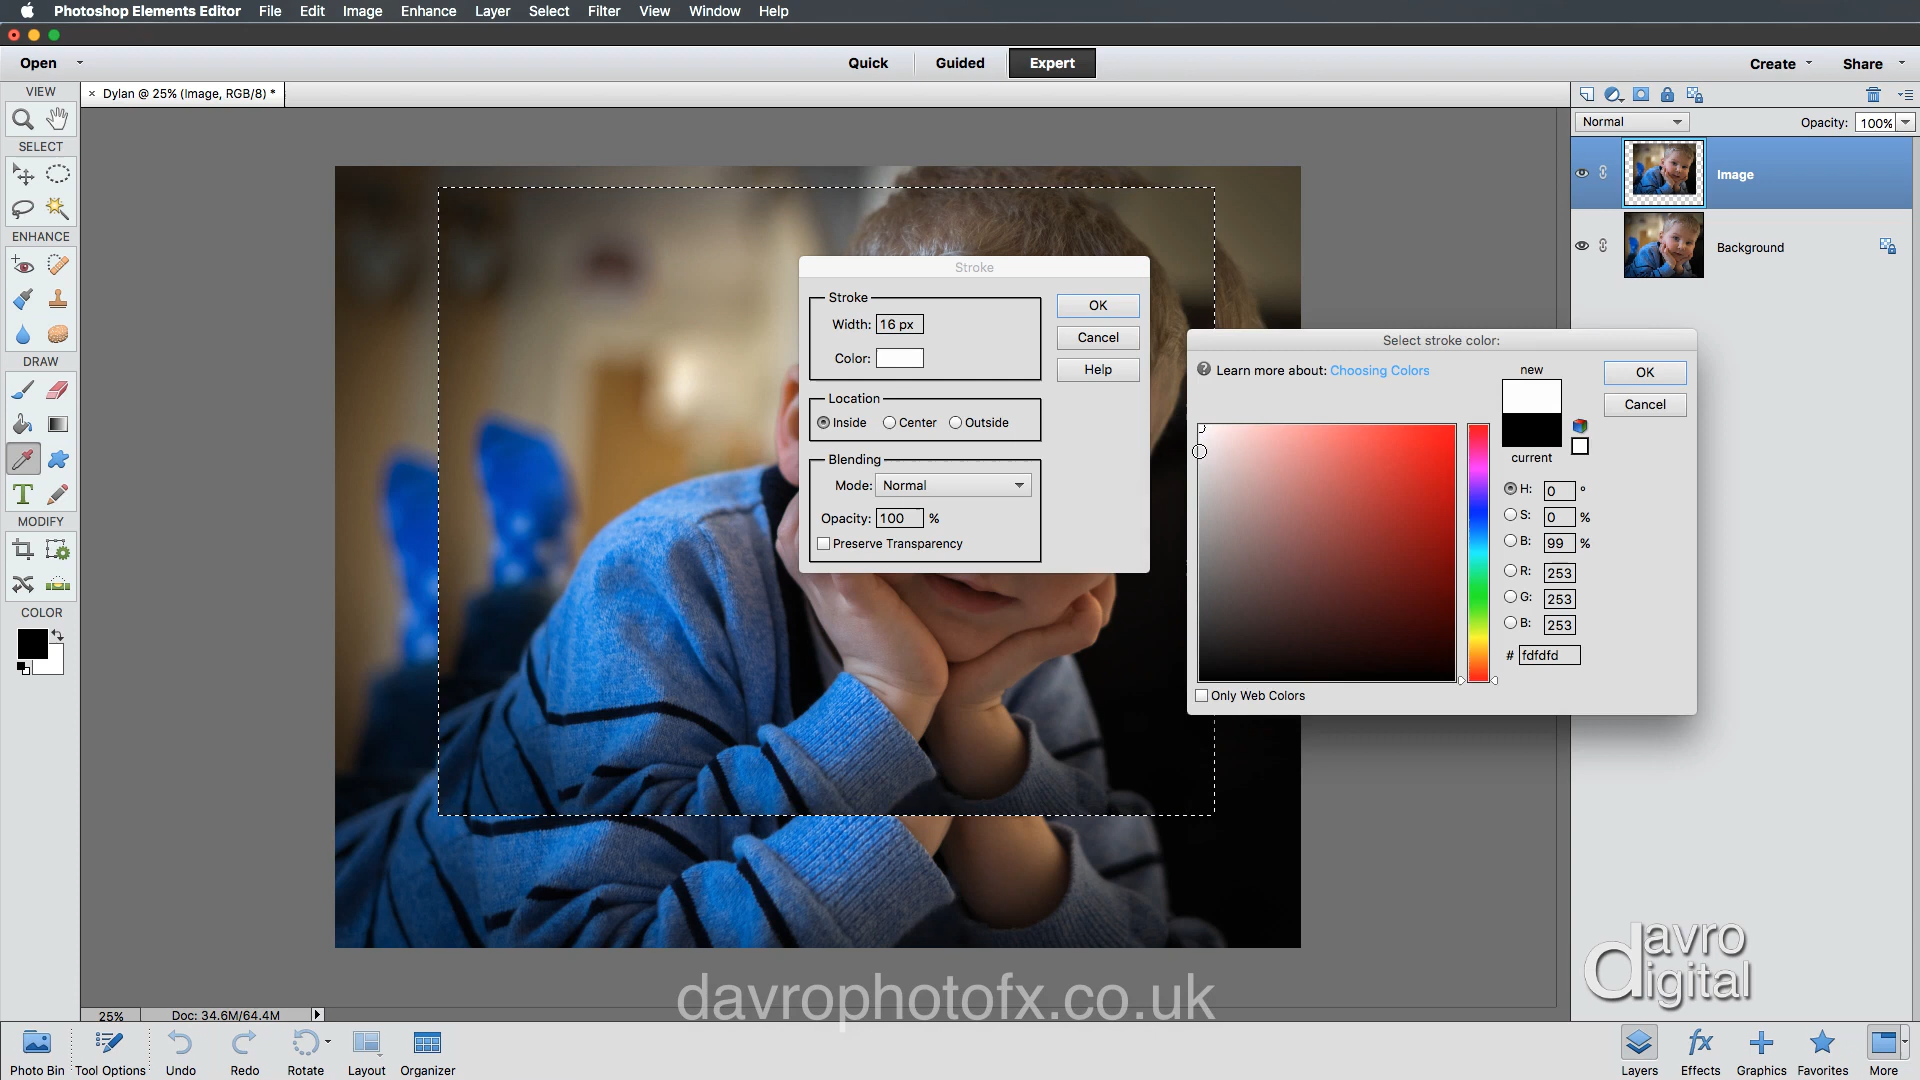 Photoshop Elements Editor File Edit Image Enhance Layer Select Filter View Window Help
Open Quick Guided Expert Create Share
VIEW × Dylan @ 25% (Image, RGB/8) *
Normal Opacity: 100%
SELECT
Image
ENHANCE
Background
Stroke
Stroke
Width: 16 px
Color:
OK
Cancel
Help
Location
Inside Center Outside
Blending
Mode: Normal
Opacity: 100 %
Preserve Transparency
Select stroke color:
? Learn more about: Choosing Colors
new
current
OK
Cancel
H: 0 °
S: 0 %
B: 99 %
R: 253
G: 253
B: 253
# fdfdfd
Only Web Colors
DRAW
T
MODIFY
COLOR
davro
digital
davrophotofx.co.uk
25% Doc: 34.6M/64.4M
fx
Photo Bin Tool Options Undo Redo Rotate Layout Organizer Layers Effects Graphics Favorites More